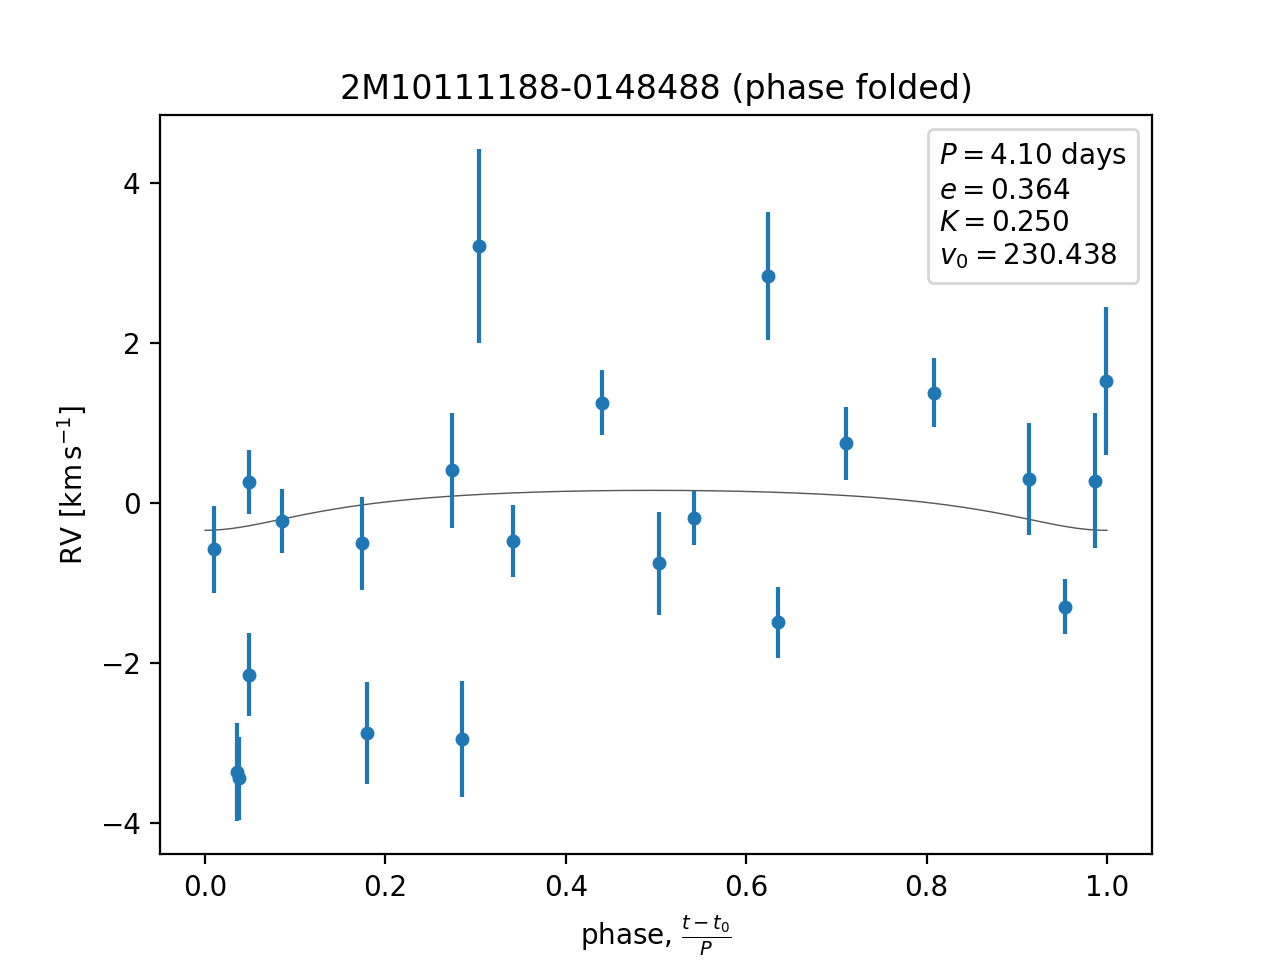 2M10111188-0148488 (phase folded)
P = 4.10 days
e = 0.364
K = 0.250
v₀ = 230.438
RV [km s⁻¹]
4
2
0
−2
−4
0.0 0.2 0.4 0.6 0.8 1.0
phase, (t − t₀)/P